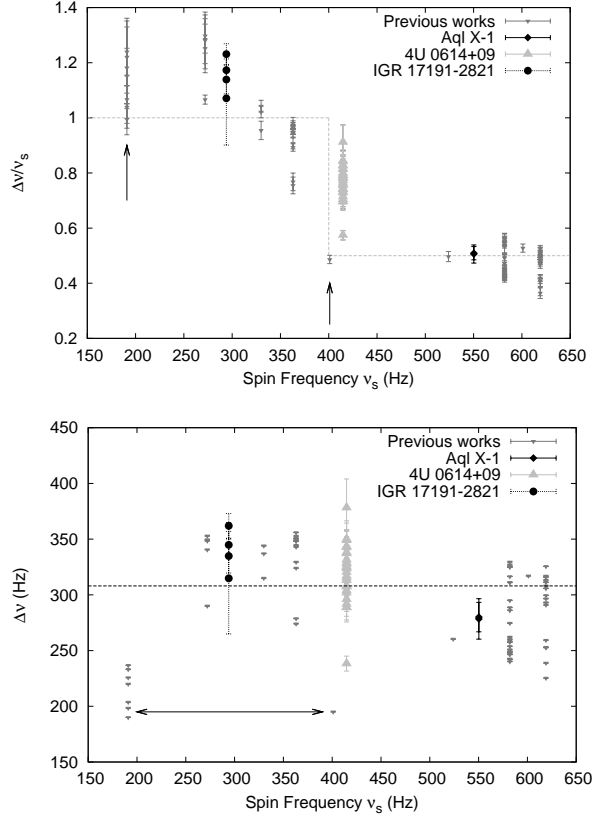 Previous works
Aql X-1
4U 0614+09
IGR 17191-2821
1.4
1.2
1
0.8
0.6
0.4
0.2
Δν/νs
150 200 250 300 350 400 450 500 550 600 650
Spin Frequency νs (Hz)
Previous works
Aql X-1
4U 0614+09
IGR 17191-2821
450
400
350
300
250
200
150
Δν (Hz)
150 200 250 300 350 400 450 500 550 600 650
Spin Frequency νs (Hz)